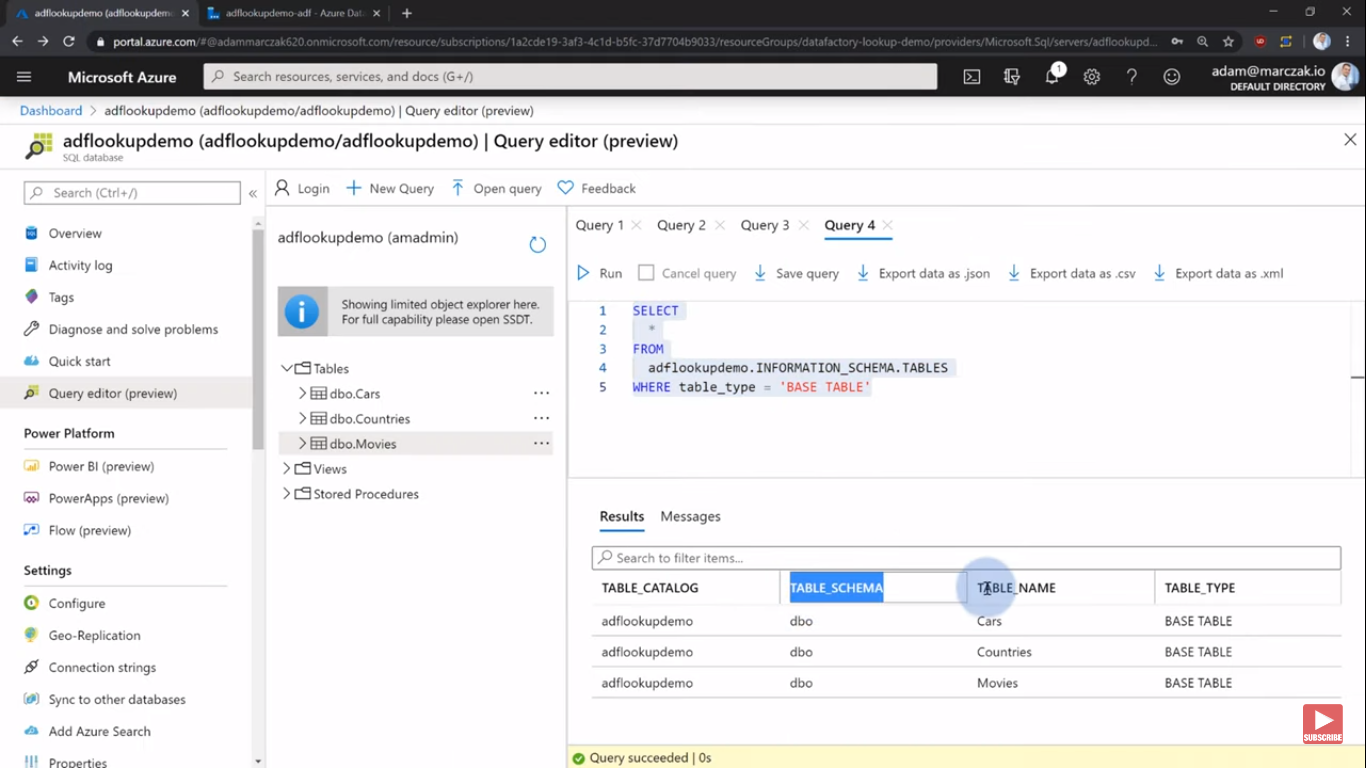 adflookupdemo (adflookupdemo/ad
adflookupdemo-adf - Azure Data
portal.azure.com/#@adammarczak620.onmicrosoft.com/resource/subscriptions/1a2cde19-3af3-4c1d-b5fc-37d7704b9033/resourceGroups/datafactory-lookup-demo/providers/Microsoft.Sql/servers/adflookupd...
Microsoft Azure
Search resources, services, and docs (G+/)
1
adam@marczak.io
DEFAULT DIRECTORY
Dashboard > adflookupdemo (adflookupdemo/adflookupdemo) | Query editor (preview)
adflookupdemo (adflookupdemo/adflookupdemo) | Query editor (preview)
SQL database
Search (Ctrl+/)
Overview
Activity log
Tags
Diagnose and solve problems
Quick start
Query editor (preview)
Power Platform
Power BI (preview)
PowerApps (preview)
Flow (preview)
Settings
Configure
Geo-Replication
Connection strings
Sync to other databases
Add Azure Search
Properties
Login
New Query
Open query
Feedback
adflookupdemo (amadmin)
Showing limited object explorer here.
For full capability please open SSDT.
Tables
dbo.Cars
dbo.Countries
dbo.Movies
Views
Stored Procedures
Query 1
Query 2
Query 3
Query 4
Run
Cancel query
Save query
Export data as .json
Export data as .csv
Export data as .xml
1 SELECT
2 *
3 FROM
4 adflookupdemo.INFORMATION_SCHEMA.TABLES
5 WHERE table_type = 'BASE TABLE'
Results
Messages
Search to filter items...
TABLE_CATALOG TABLE_SCHEMA TABLE_NAME TABLE_TYPE
adflookupdemo dbo Cars BASE TABLE
adflookupdemo dbo Countries BASE TABLE
adflookupdemo dbo Movies BASE TABLE
SUBSCRIBE
Query succeeded | 0s